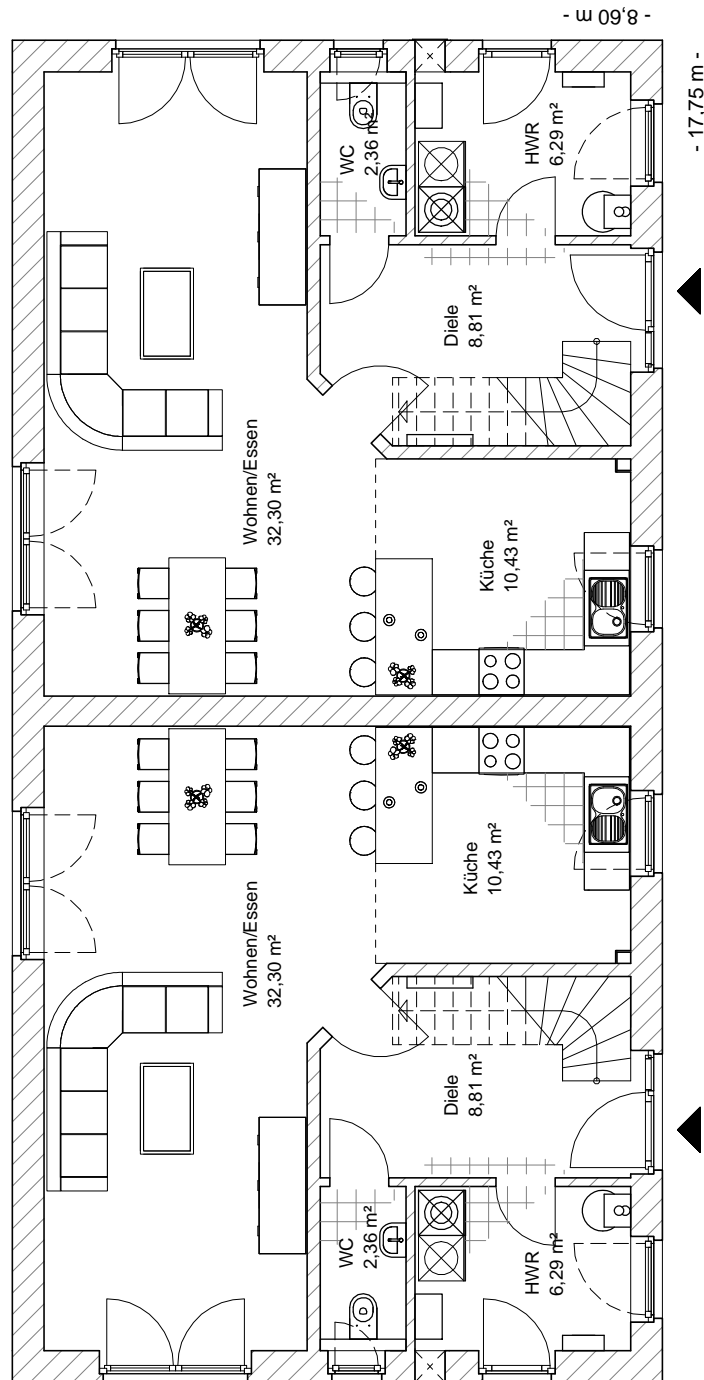 - 8,60 m -
- 17,75 m -
WC
2,36 m²
HWR
6,29 m²
Diele
8,81 m²
Wohnen/Essen
32,30 m²
Küche
10,43 m²
Wohnen/Essen
32,30 m²
Küche
10,43 m²
Diele
8,81 m²
WC
2,36 m²
HWR
6,29 m²